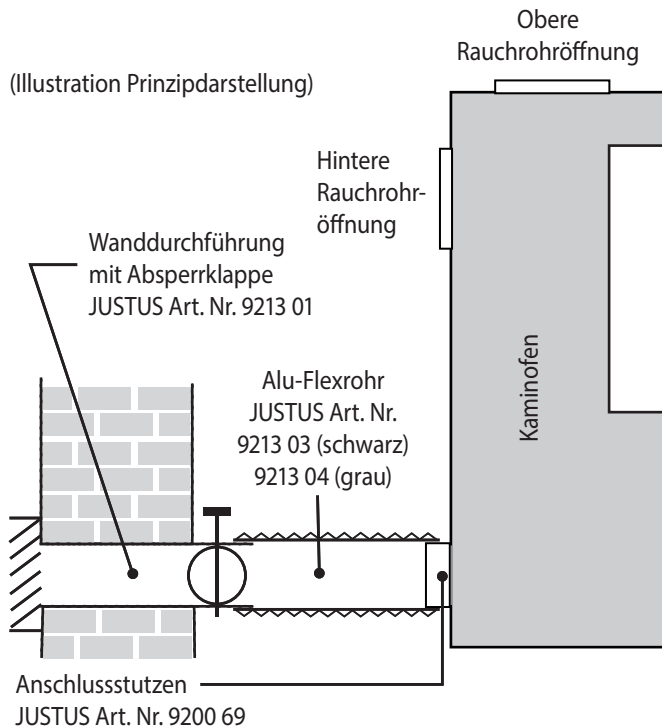 Obere
Rauchrohröffnung
(Illustration Prinzipdarstellung)
Hintere
Rauchrohr-
öffnung
Wanddurchführung
mit Absperrklappe
JUSTUS Art. Nr. 9213 01
Alu-Flexrohr
JUSTUS Art. Nr.
9213 03 (schwarz)
9213 04 (grau)
Kaminofen
Anschlussstutzen
JUSTUS Art. Nr. 9200 69